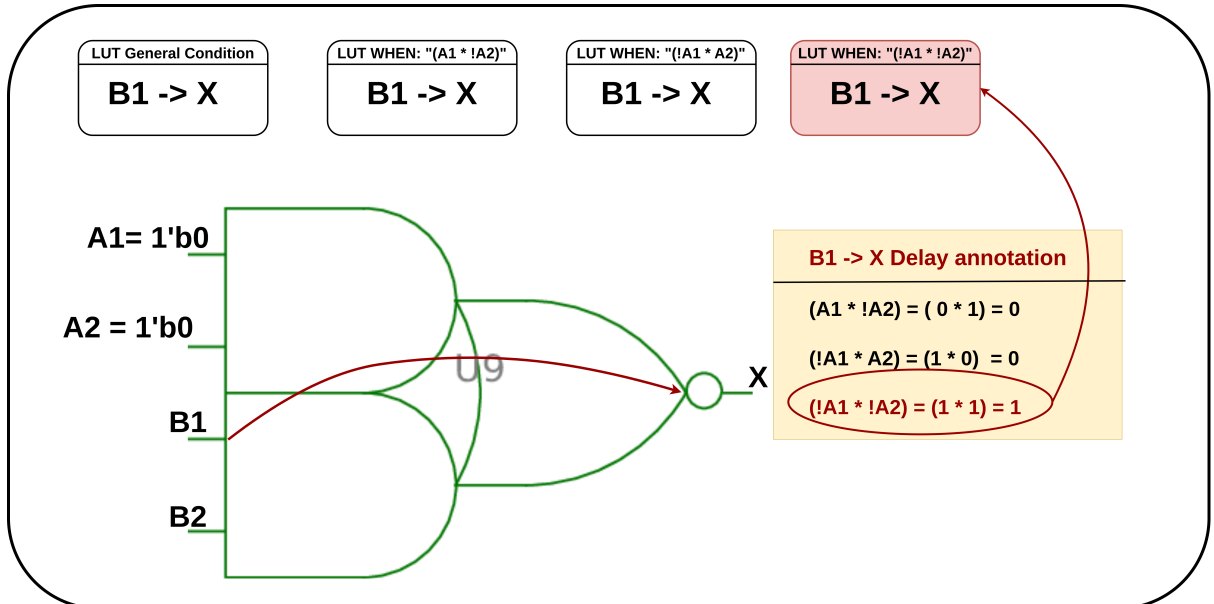 LUT General Condition
B1 -> X
LUT WHEN: "(A1 * !A2)"
B1 -> X
LUT WHEN: "(!A1 * A2)"
B1 -> X
LUT WHEN: "(!A1 * !A2)"
B1 -> X
A1= 1'b0
A2 = 1'b0
B1
B2
U9
X
B1 -> X Delay annotation
(A1 * !A2) = ( 0 * 1) = 0
(!A1 * A2) = (1 * 0)  = 0
(!A1 * !A2) = (1 * 1) = 1